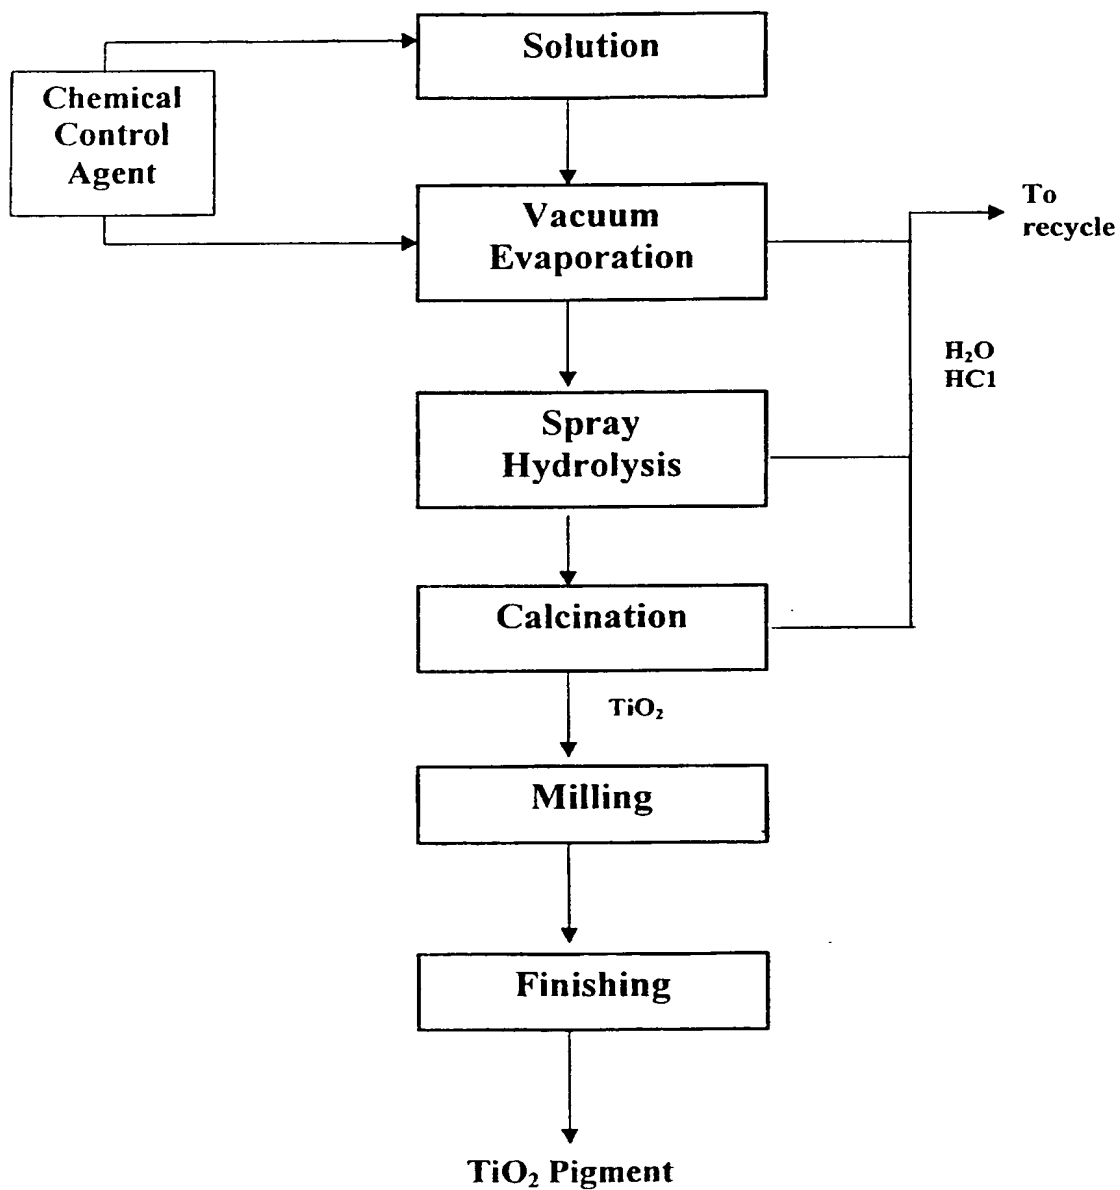 Solution
Chemical
Control
Agent
Vacuum
Evaporation
To
recycle
H₂O
HC1
Spray
Hydrolysis
Calcination
TiO₂
Milling
Finishing
TiO₂ Pigment